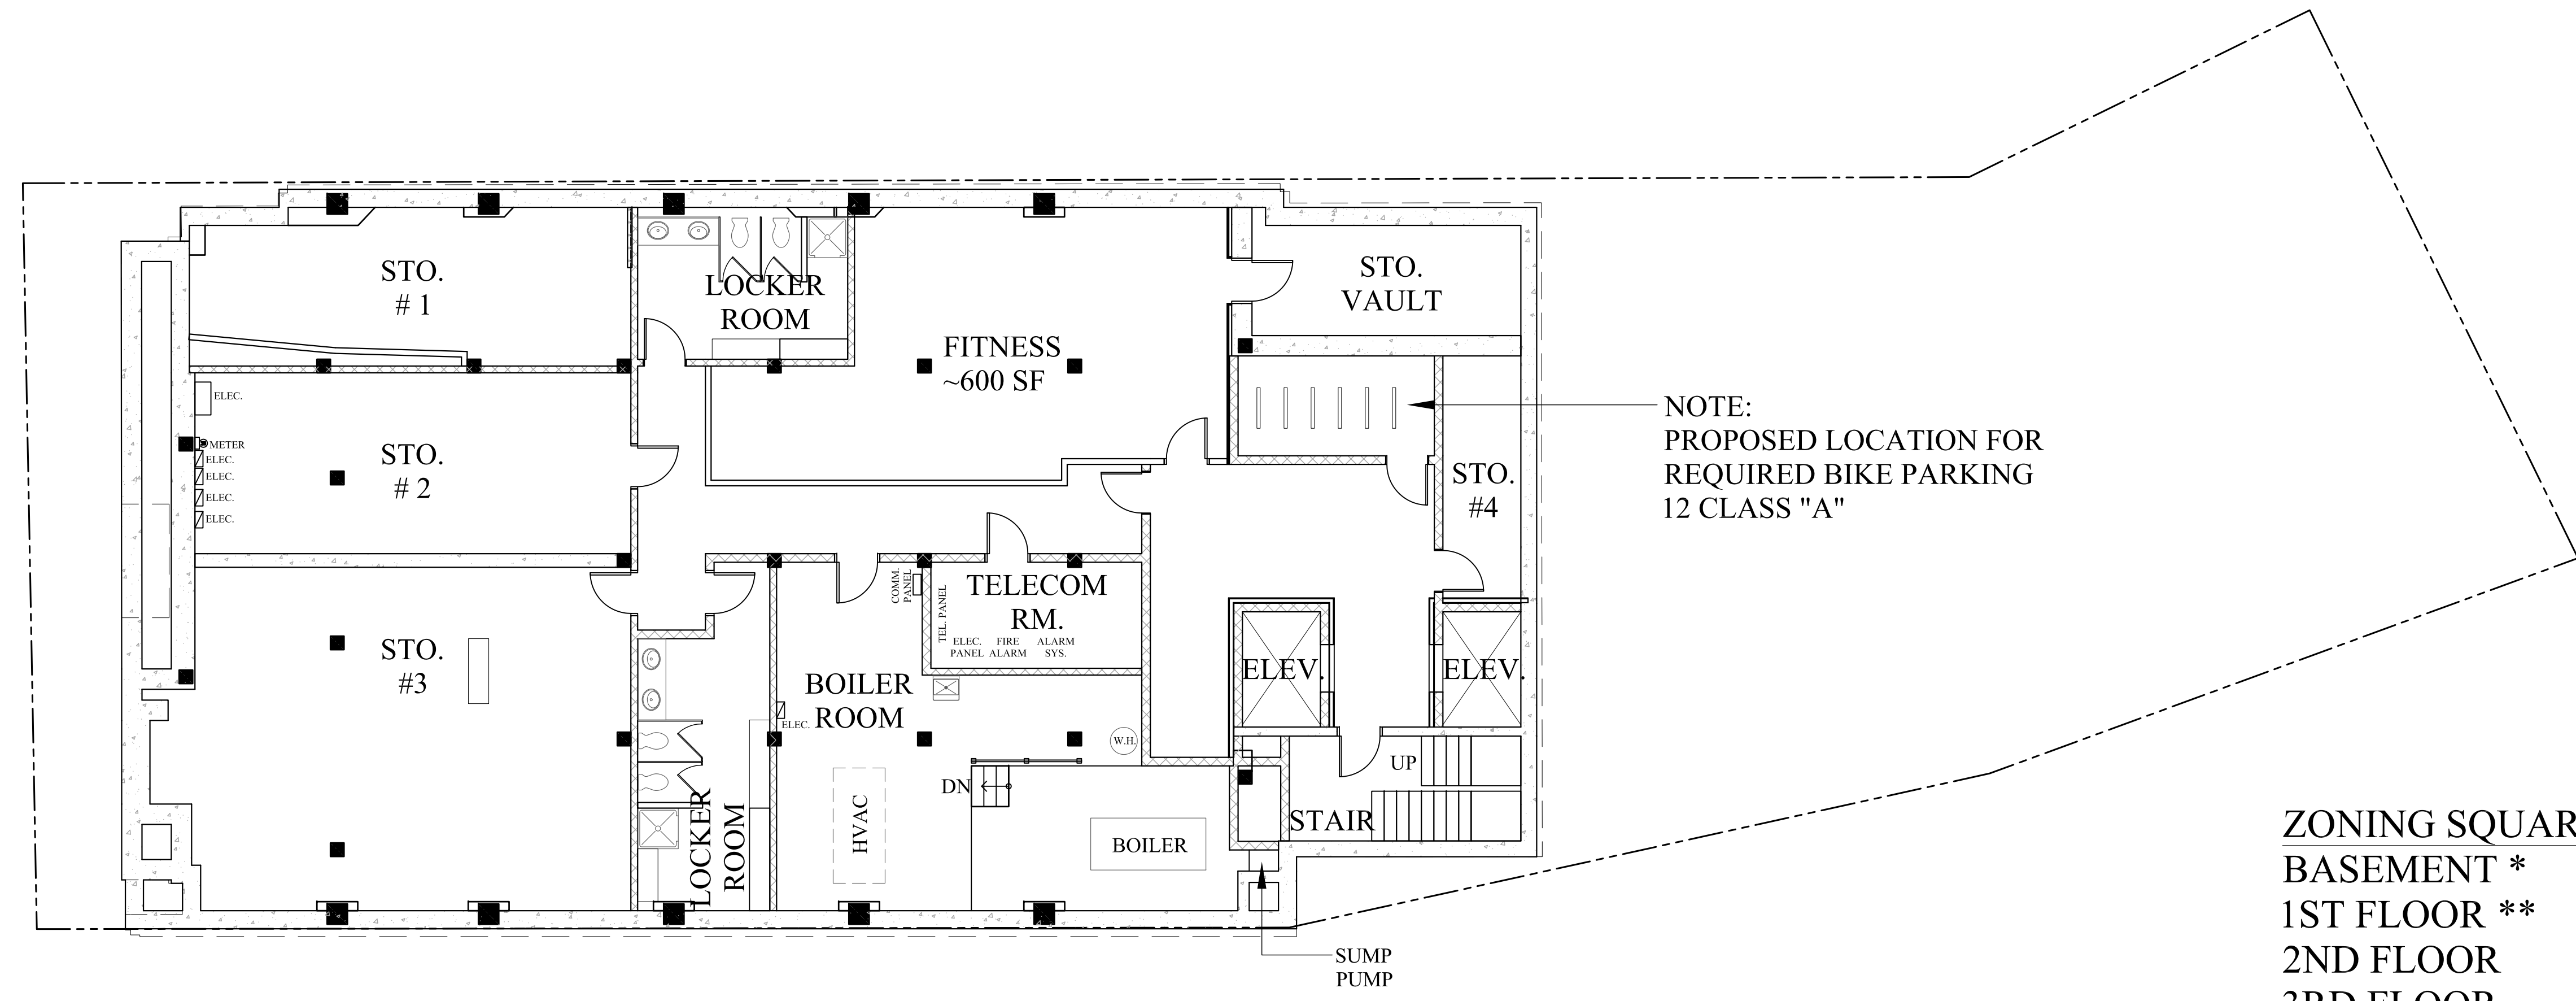 STO.
# 1
LOCKER
ROOM
FITNESS
~600 SF
STO.
VAULT
NOTE:
PROPOSED LOCATION FOR
REQUIRED BIKE PARKING
12 CLASS "A"
ELEC.
METER
ELEC.
ELEC.
ELEC.
ELEC.
STO.
# 2
STO.
#4
STO.
#3
COMM.
PANEL
TEL. PANEL
TELECOM
RM.
ELEC.
PANEL
FIRE
ALARM
ALARM
SYS.
ELEV.
ELEV.
BOILER
ROOM
ELEC.
W.H.
DN
UP
HVAC
LOCKER
ROOM
STAIR
BOILER
SUMP
PUMP
ZONING SQUAR
BASEMENT *
1ST FLOOR **
2ND FLOOR
3RD FLOOR